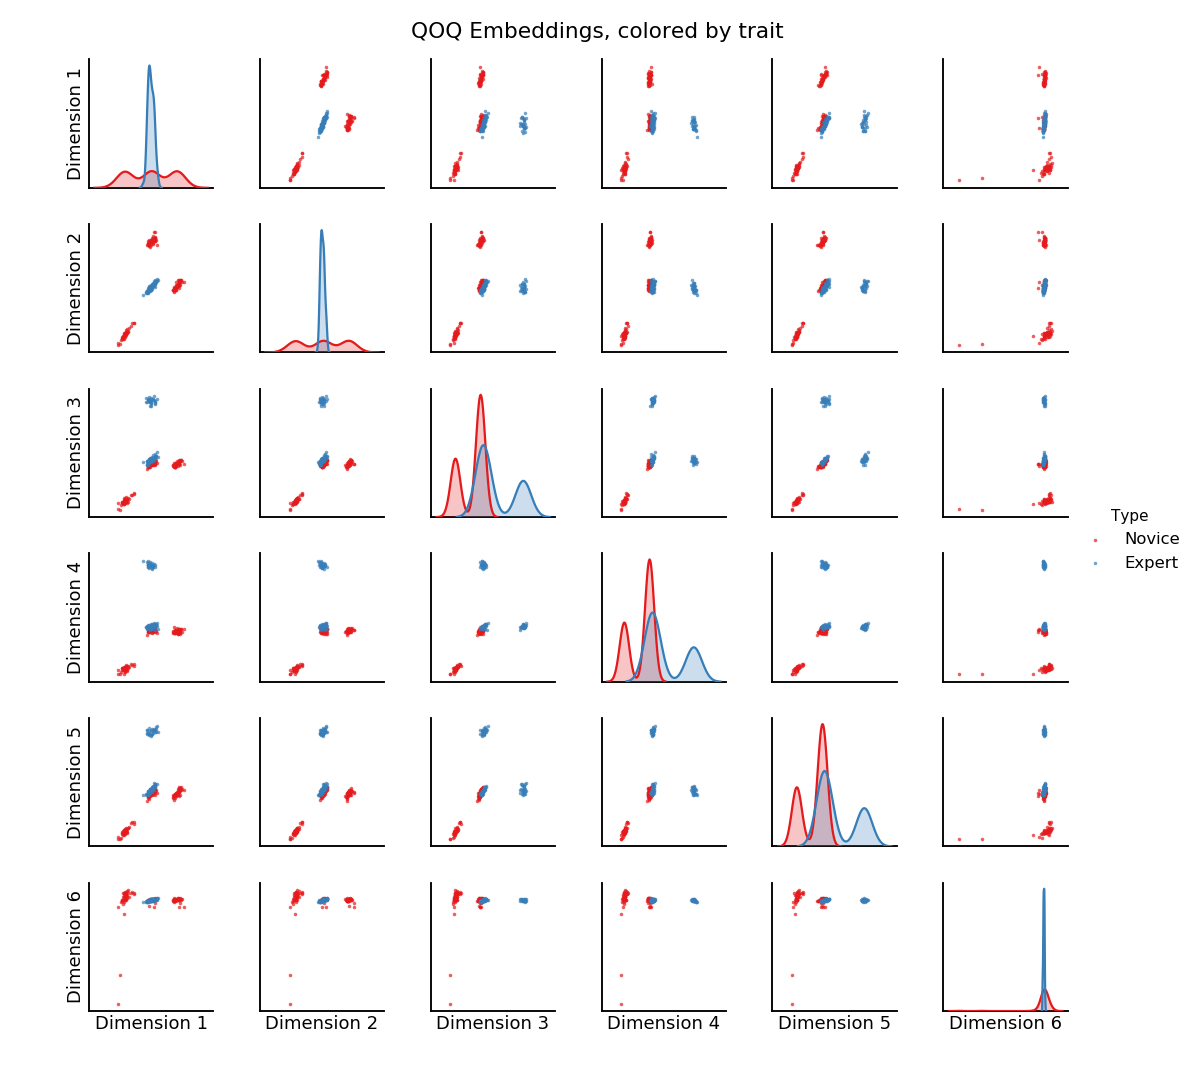 QOQ Embeddings, colored by trait
Dimension 1
Dimension 2
Dimension 3
Dimension 4
Dimension 5
Dimension 6
Type
Novice
Expert
Dimension 1
Dimension 2
Dimension 3
Dimension 4
Dimension 5
Dimension 6